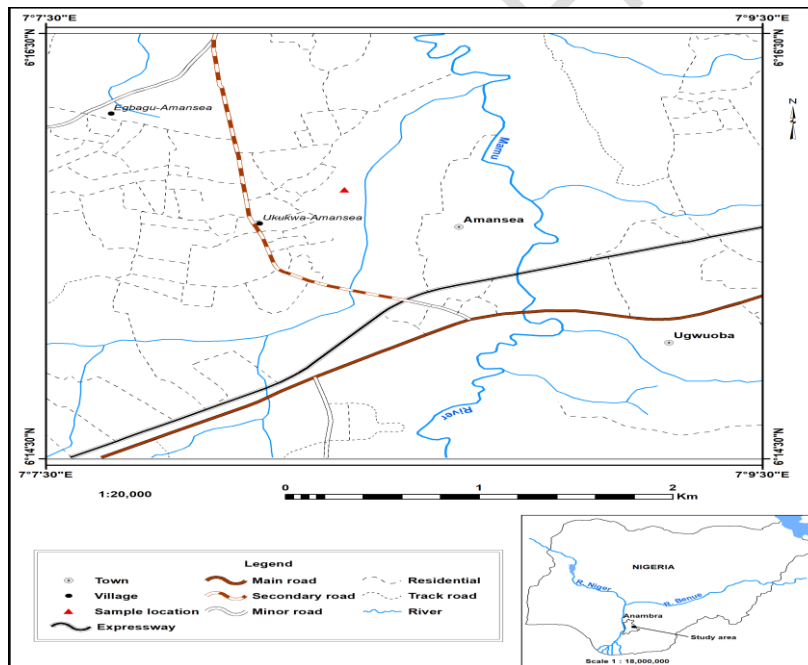 7°7'30"E
7°9'30"E
6°16'30"N
6°16'30"N
Egbagu-Amansea
Mamu
N
Ukukwa-Amansea
Amansea
Ugwuoba
River
6°14'30"N
6°14'30"N
7°7'30"E
7°9'30"E
1:20,000
0 1 2
Km
Legend
Town
Village
Sample location
Expressway
Main road
Secondary road
Minor road
Residential
Track road
River
NIGERIA
R. Niger
R. Benue
Anambra
Study area
Scale 1 : 18,000,000